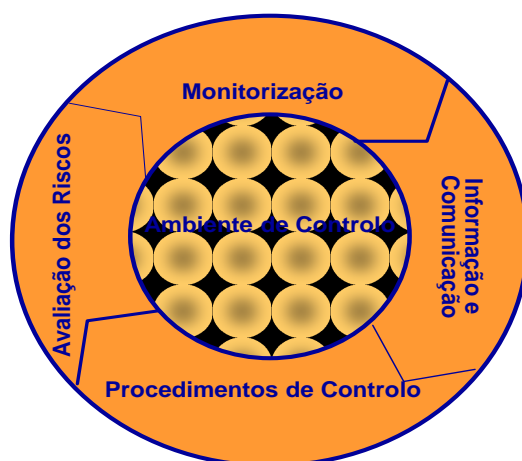 Monitorização
Avaliação dos Riscos
Ambiente de Controlo
Informação e
Comunicação
Procedimentos de Controlo